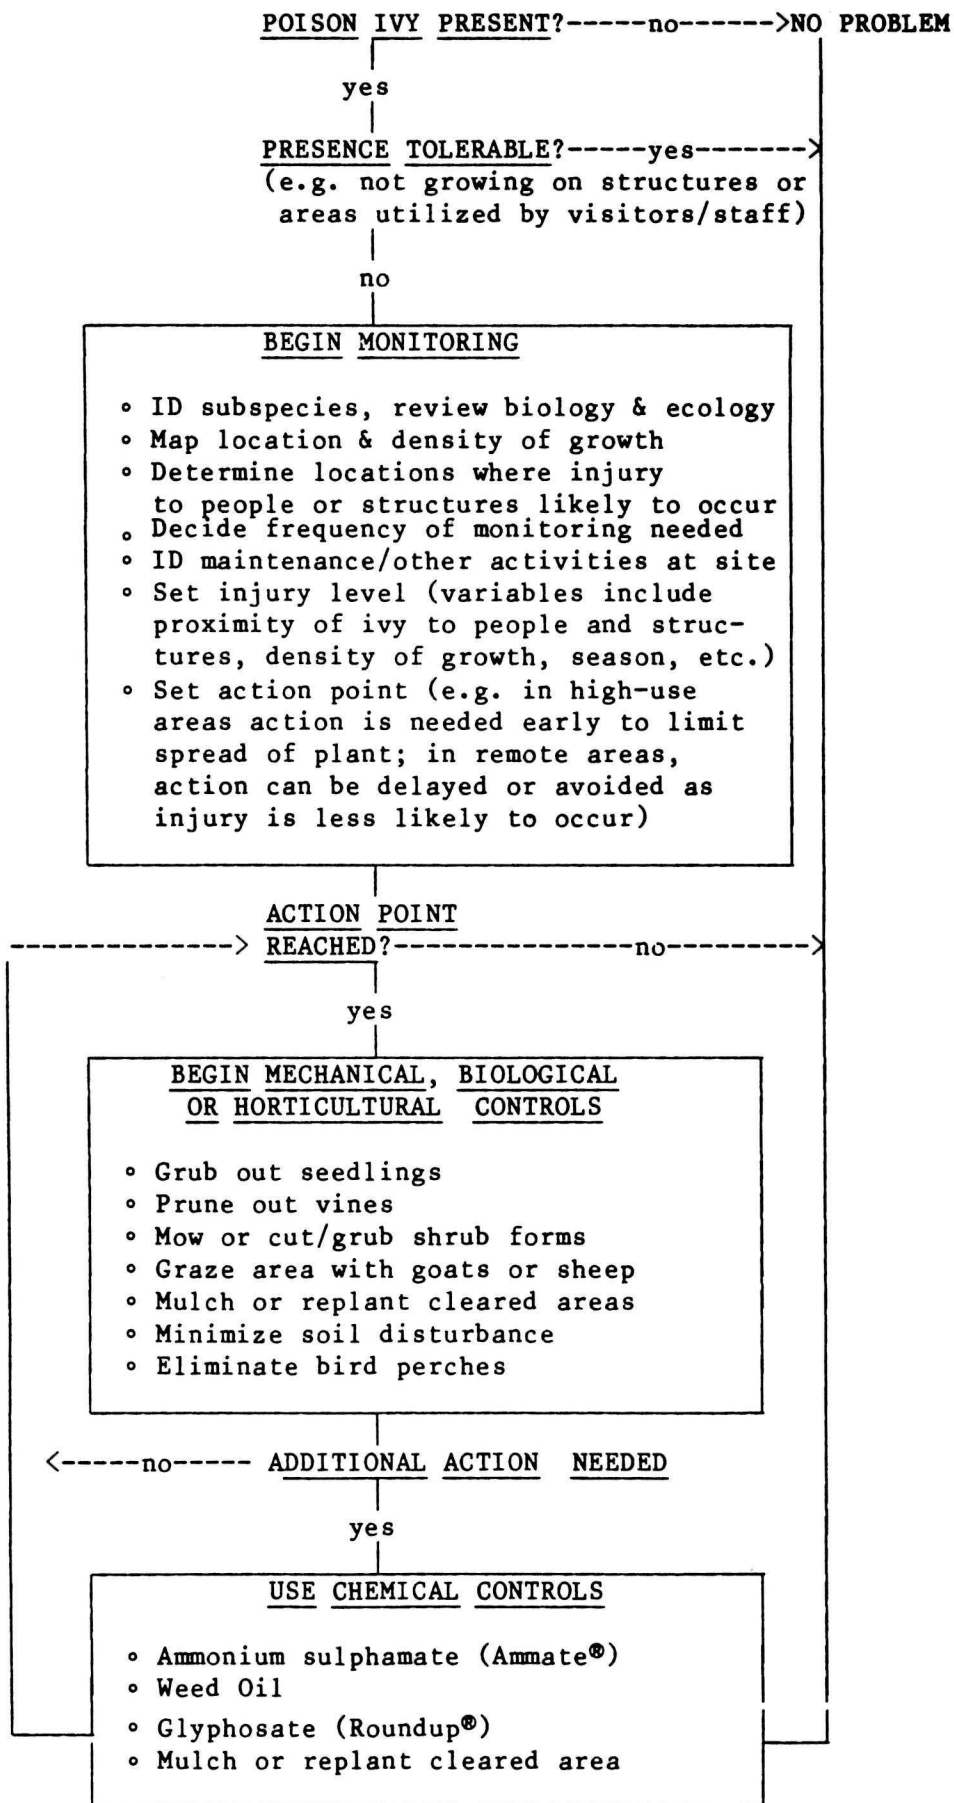 POISON IVY PRESENT?-----no------>NO PROBLEM
yes
PRESENCE TOLERABLE?-----yes------->
(e.g. not growing on structures or
areas utilized by visitors/staff)
no
BEGIN MONITORING
° ID subspecies, review biology & ecology
° Map location & density of growth
° Determine locations where injury
to people or structures likely to occur
° Decide frequency of monitoring needed
° ID maintenance/other activities at site
° Set injury level (variables include
proximity of ivy to people and struc-
tures, density of growth, season, etc.)
° Set action point (e.g. in high-use
areas action is needed early to limit
spread of plant; in remote areas,
action can be delayed or avoided as
injury is less likely to occur)
ACTION POINT
--------------> REACHED?----------------no--------->
yes
BEGIN MECHANICAL, BIOLOGICAL
OR HORTICULTURAL CONTROLS
° Grub out seedlings
° Prune out vines
° Mow or cut/grub shrub forms
° Graze area with goats or sheep
° Mulch or replant cleared areas
° Minimize soil disturbance
° Eliminate bird perches
<-----no----- ADDITIONAL ACTION NEEDED
yes
USE CHEMICAL CONTROLS
° Ammonium sulphamate (Ammate®)
° Weed Oil
° Glyphosate (Roundup®)
° Mulch or replant cleared area